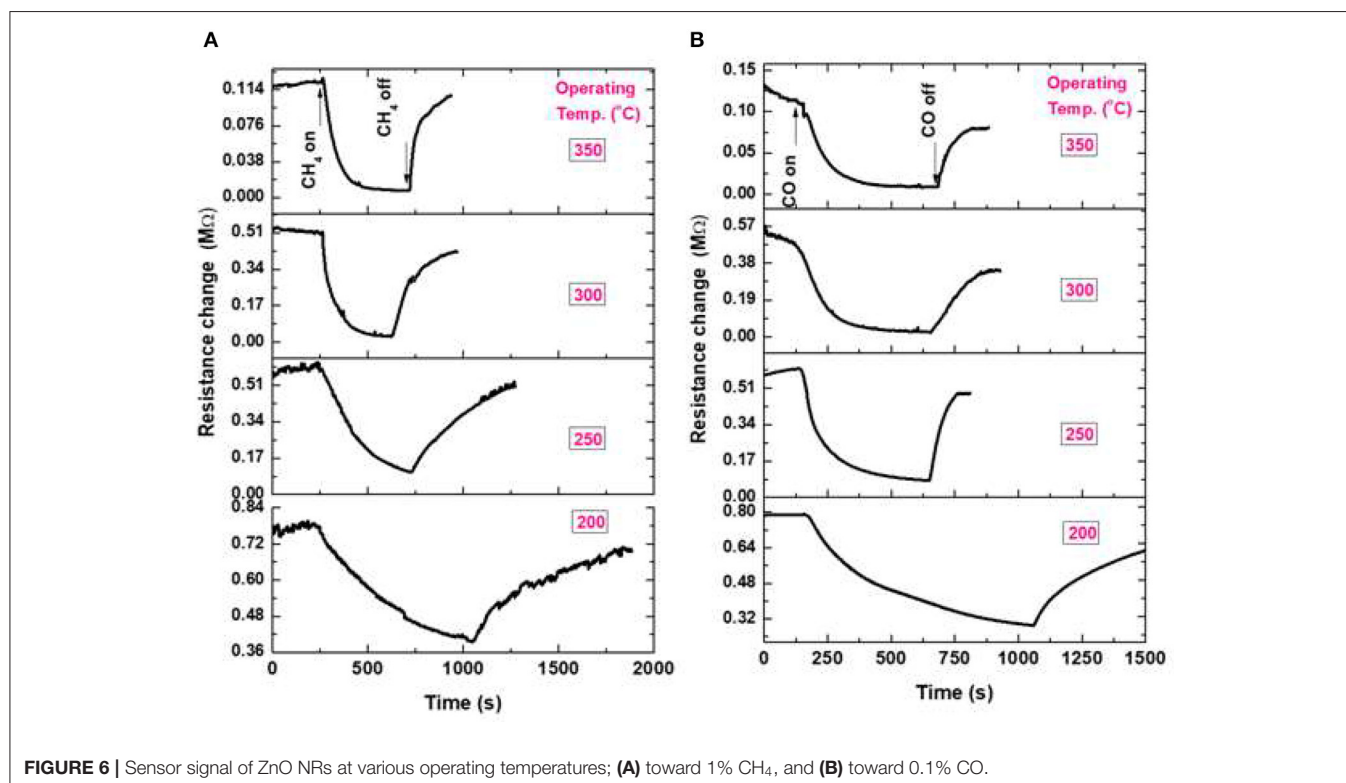 A
0.114
0.076
0.038
0.000
CH₄ on
CH₄ off
Operating
Temp. (°C)
350
0.51
0.34
0.17
0.00
300
0.51
0.34
0.17
0.00
250
0.84
0.72
0.60
0.48
0.36
200
Resistance change (MΩ)
0 500 1000 1500 2000
Time (s)
B
0.15
0.10
0.05
0.00
CO on
CO off
Operating
Temp. (°C)
350
0.57
0.38
0.19
0.00
300
0.51
0.34
0.17
0.00
250
0.80
0.64
0.48
0.32
200
Resistance change (MΩ)
0 250 500 750 1000 1250 1500
Time (s)
FIGURE 6 | Sensor signal of ZnO NRs at various operating temperatures; (A) toward 1% CH₄, and (B) toward 0.1% CO.